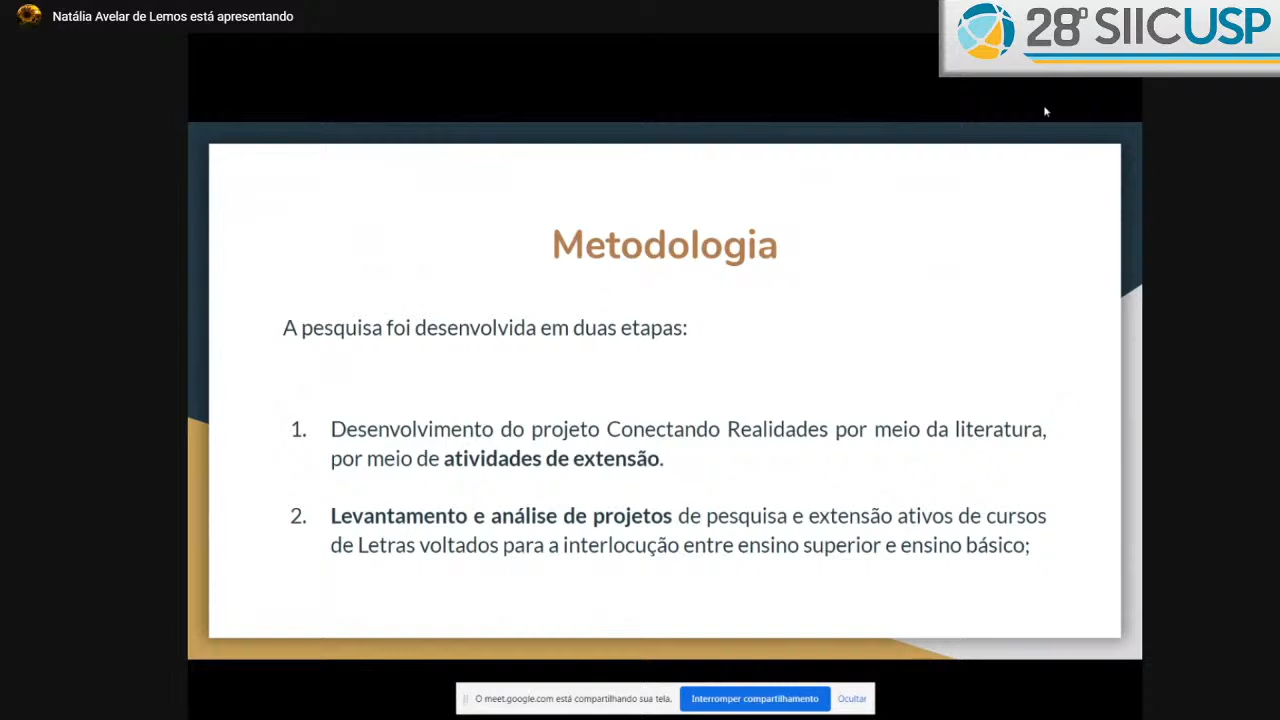 Natália Avelar de Lemos está apresentando
28º SIICUSP
Metodologia
A pesquisa foi desenvolvida em duas etapas:
1. Desenvolvimento do projeto Conectando Realidades por meio da literatura,
por meio de atividades de extensão.
2. Levantamento e análise de projetos de pesquisa e extensão ativos de cursos
de Letras voltados para a interlocução entre ensino superior e ensino básico;
O meet.google.com está compartilhando sua tela. Interromper compartilhamento Ocultar